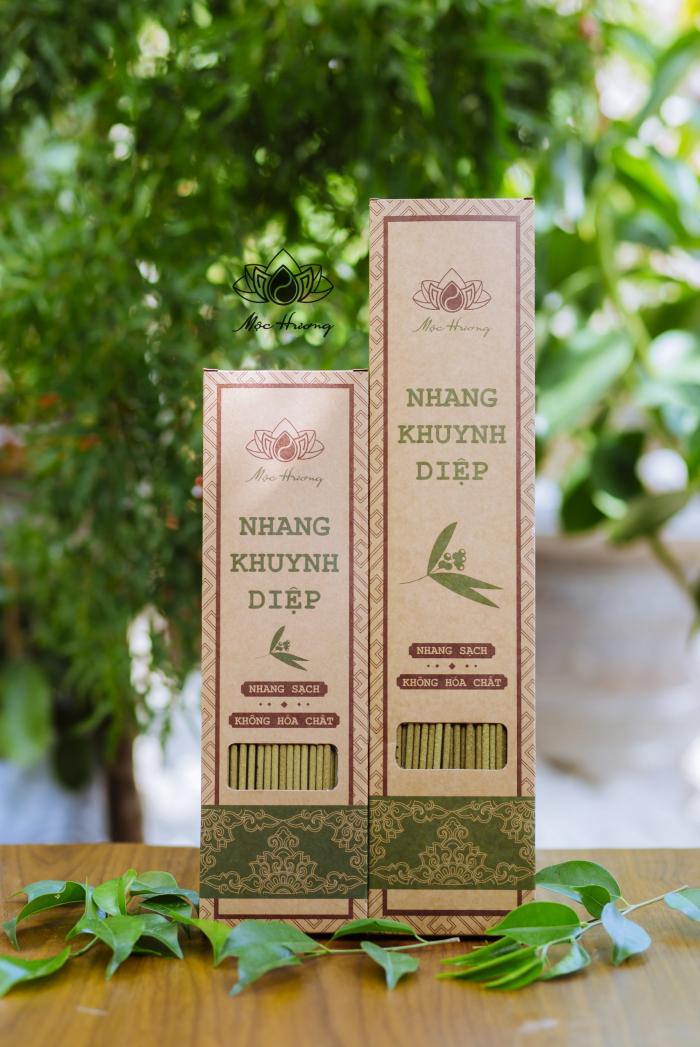 Mộc Hương
Mộc Hương
NHANG
KHUYNH
DIỆP
NHANG SẠCH
KHÔNG HÓA CHẤT
Mộc Hương
NHANG
KHUYNH
DIỆP
NHANG SẠCH
KHÔNG HÓA CHẤT